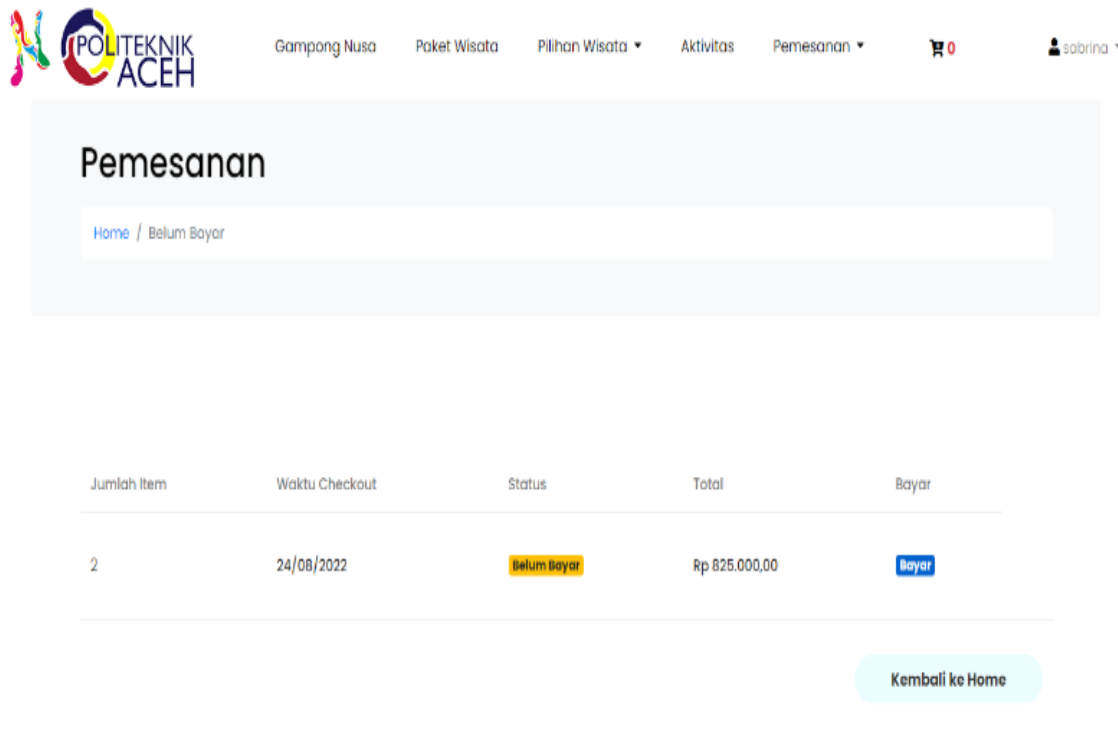 POLITEKNIK
ACEH
Gampong Nusa Paket Wisata Pilihan Wisata Aktivitas Pemesanan 0 sabrina
Pemesanan
Home / Belum Bayar
Jumlah Item Waktu Checkout Status Total Bayar
2 24/08/2022 Belum Bayar Rp 825.000,00 Bayar
Kembali ke Home